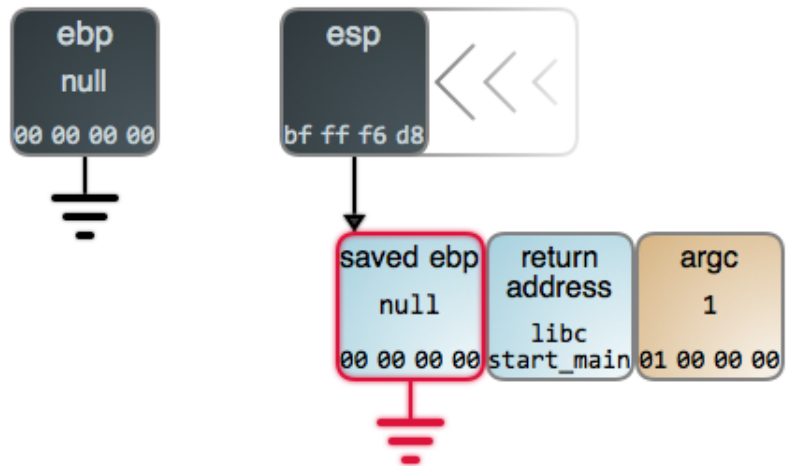 ebp
null
00 00 00 00
esp
bf ff f6 d8
saved ebp
null
00 00 00 00
return
address
libc
start_main
argc
1
01 00 00 00